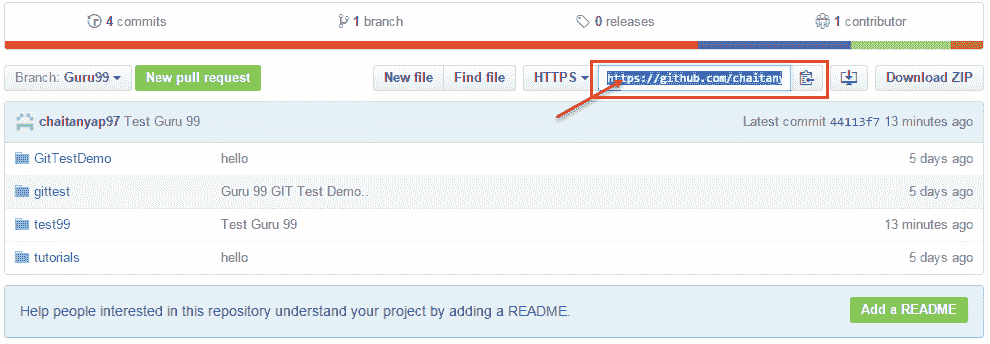 4 commits 1 branch 0 releases 1 contributor
Branch: Guru99 New pull request New file Find file HTTPS https://github.com/chaitany Download ZIP
chaitanyap97 Test Guru 99 Latest commit 44113f7 13 minutes ago
GitTestDemo hello 5 days ago
gittest Guru 99 GIT Test Demo.. 5 days ago
test99 Test Guru 99 13 minutes ago
tutorials hello 5 days ago
Help people interested in this repository understand your project by adding a README. Add a README